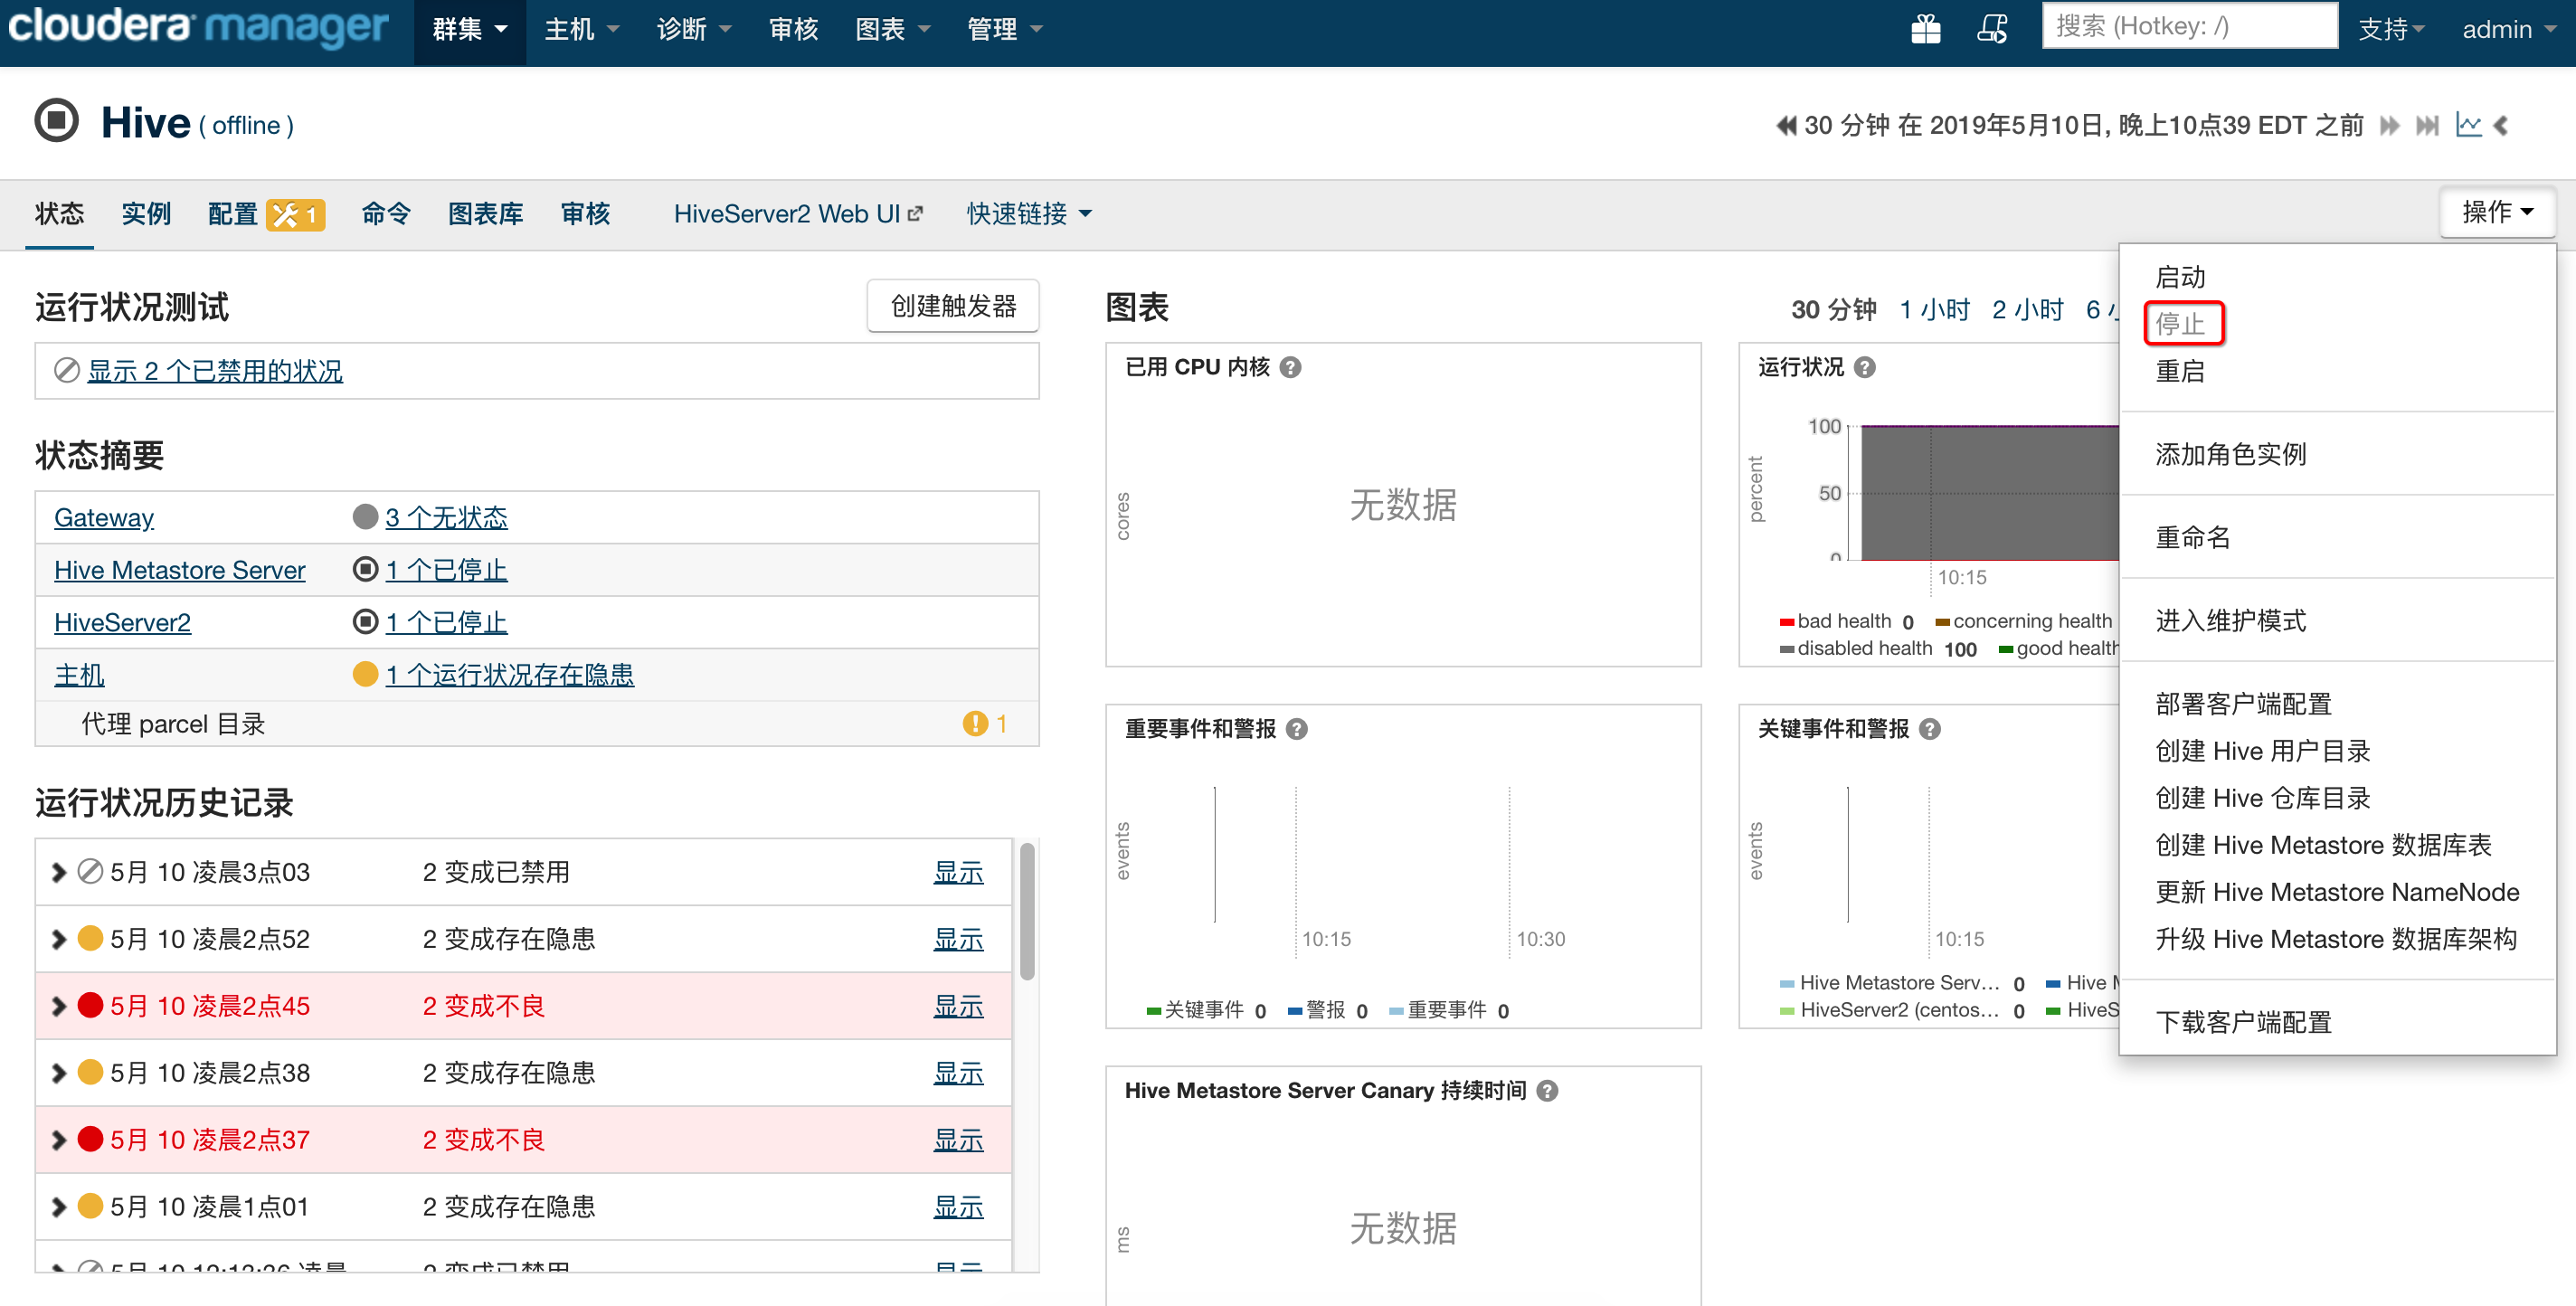 cloudera manager 群集 主机 诊断 审核 图表 管理 搜索 (Hotkey: /) 支持 admin
Hive ( offline ) 30 分钟 在 2019年5月10日, 晚上10点39 EDT 之前
状态 实例 配置 1 命令 图表库 审核 HiveServer2 Web UI 快速链接 操作
运行状况测试 创建触发器
显示 2 个已禁用的状况
状态摘要
Gateway 3 个无状态
Hive Metastore Server 1 个已停止
HiveServer2 1 个已停止
主机 1 个运行状况存在隐患
代理 parcel 目录 1
运行状况历史记录
5月 10 凌晨3点03 2 变成已禁用 显示
5月 10 凌晨2点52 2 变成存在隐患 显示
5月 10 凌晨2点45 2 变成不良 显示
5月 10 凌晨2点38 2 变成存在隐患 显示
5月 10 凌晨2点37 2 变成不良 显示
5月 10 凌晨1点01 2 变成存在隐患 显示
图表 30 分钟 1 小时 2 小时 6
已用 CPU 内核 ?
cores
无数据
运行状况 ?
percent
100
50
0
10:15
bad health 0 concerning health
disabled health 100 good health
重要事件和警报 ?
events
10:15 10:30
关键事件 0 警报 0 重要事件 0
关键事件和警报 ?
events
10:15
Hive Metastore Serv... 0 Hive
HiveServer2 (centos... 0 HiveS
Hive Metastore Server Canary 持续时间 ?
ms
无数据
启动
停止
重启
添加角色实例
重命名
进入维护模式
部署客户端配置
创建 Hive 用户目录
创建 Hive 仓库目录
创建 Hive Metastore 数据库表
更新 Hive Metastore NameNode
升级 Hive Metastore 数据库架构
下载客户端配置